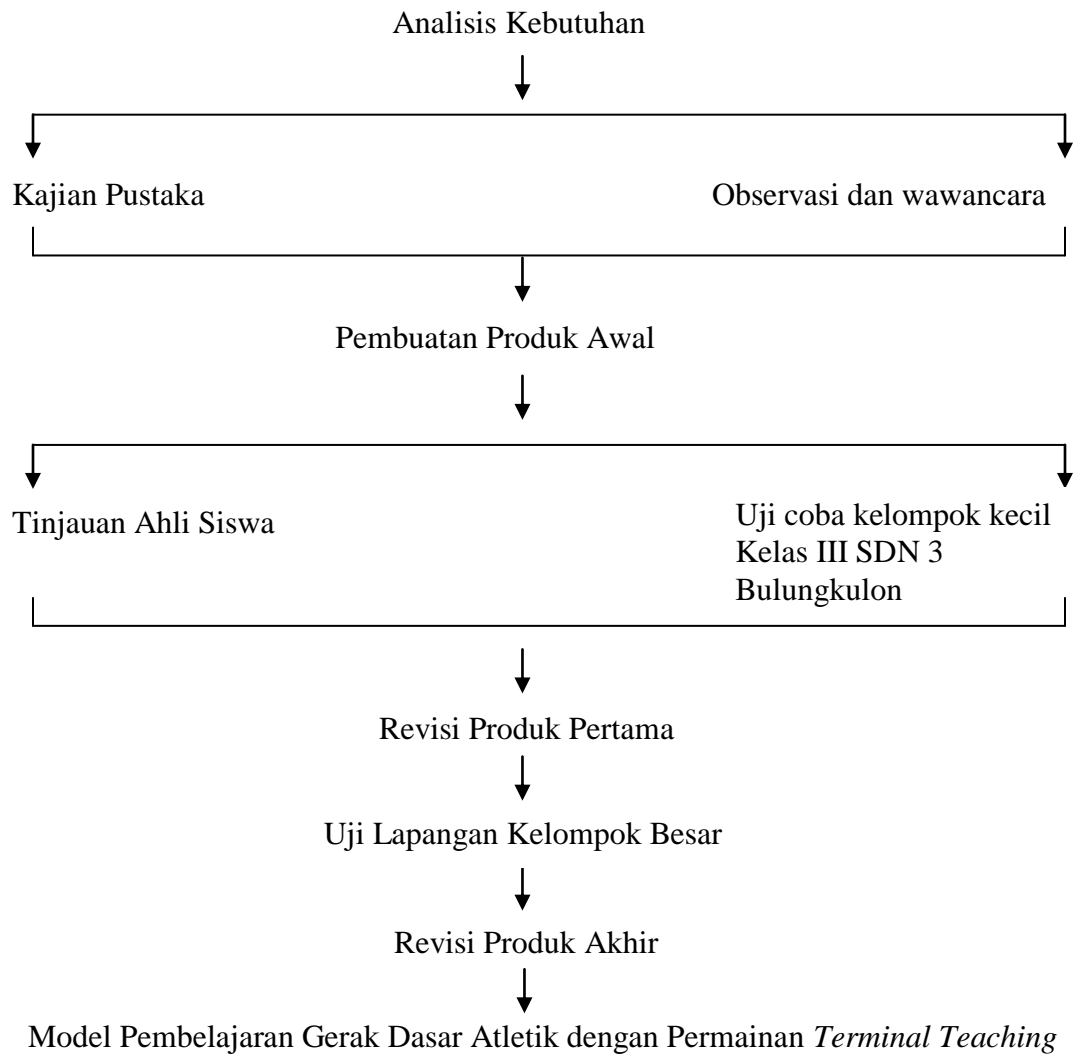 Analisis Kebutuhan
Kajian Pustaka
Observasi dan wawancara
Pembuatan Produk Awal
Tinjauan Ahli Siswa
Uji coba kelompok kecil
Kelas III SDN 3
Bulungkulon
Revisi Produk Pertama
Uji Lapangan Kelompok Besar
Revisi Produk Akhir
Model Pembelajaran Gerak Dasar Atletik dengan Permainan Terminal Teaching